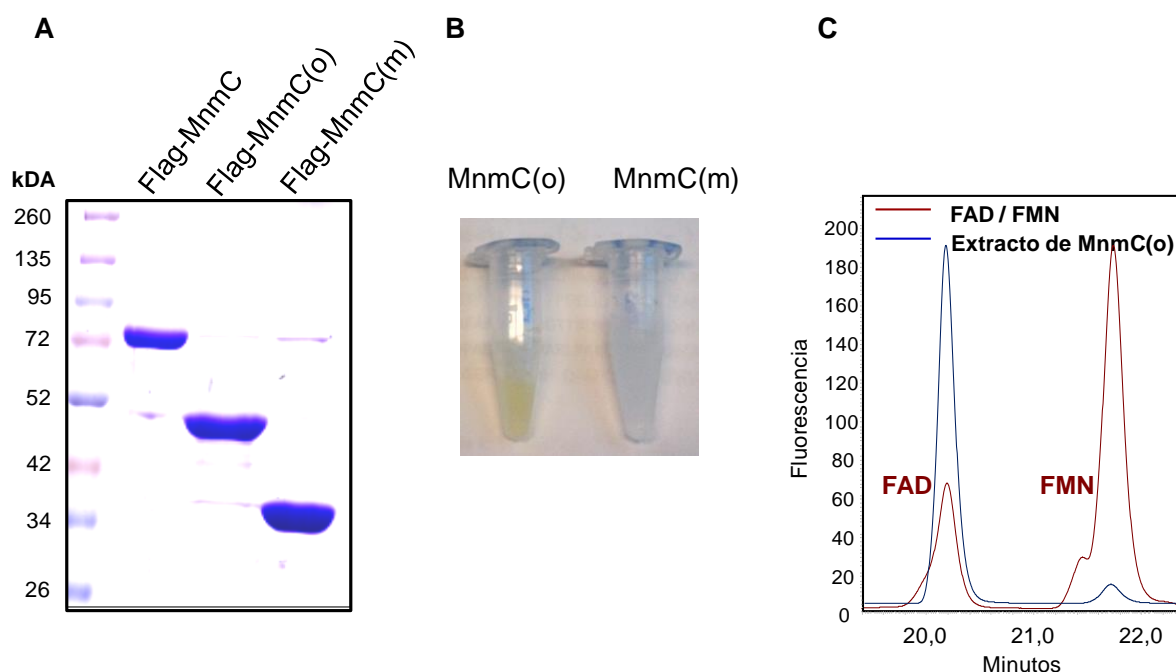 A
Flag-MnmC
Flag-MnmC(o)
Flag-MnmC(m)
kDA
260
135
95
72
52
42
34
26
B
MnmC(o) MnmC(m)
C
FAD / FMN
Extracto de MnmC(o)
Fluorescencia
200
180
160
140
120
100
80
60
40
20
0
FAD
FMN
20,0 21,0 22,0
Minutos